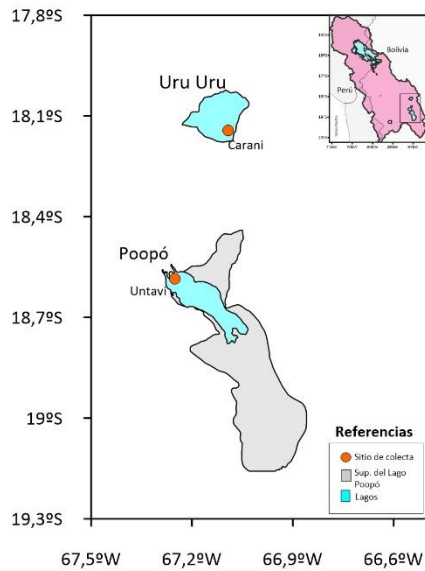 17,8ºS
Bolivia
Perú
Uru Uru
18,1ºS
Carani
18,4ºS
Poopó
Untavi
18,7ºS
19ºS
Referencias
Sitio de colecta
Sup. del Lago
Poopó
Lagos
19,3ºS
67,5ºW
67,2ºW
66,9ºW
66,6ºW